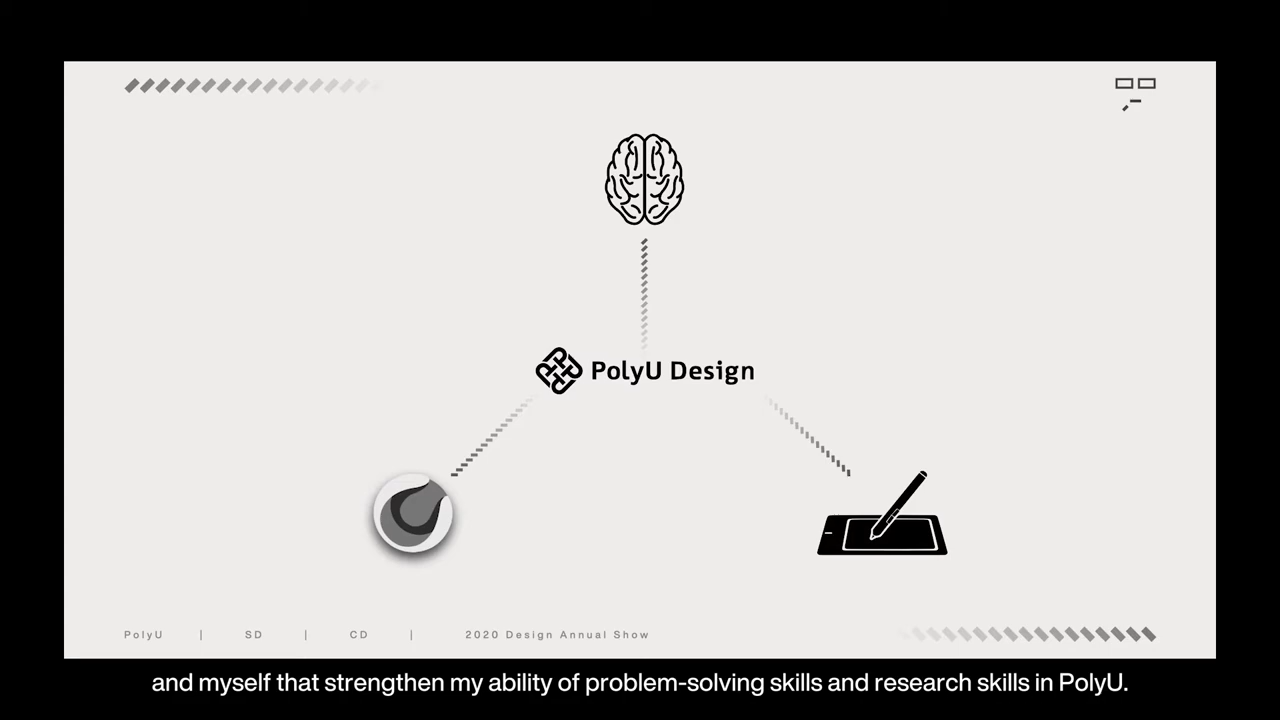 PolyU Design
PolyU | SD | CD | 2020 Design Annual Show
and myself that strengthen my ability of problem-solving skills and research skills in PolyU.